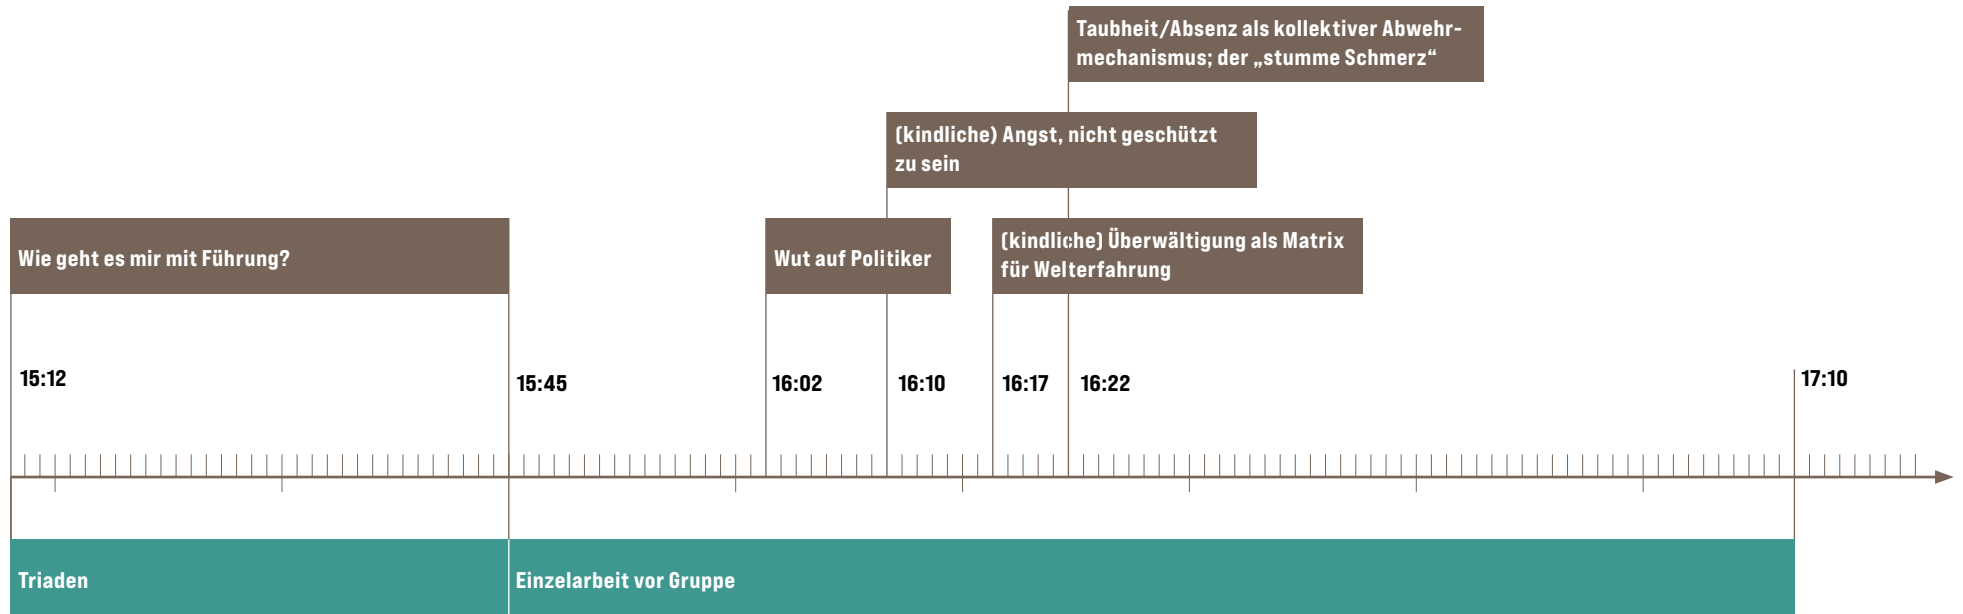 Taubheit/Absenz als kollektiver Abwehr-
mechanismus; der „stumme Schmerz“
(kindliche) Angst, nicht geschützt
zu sein
Wie geht es mir mit Führung?
Wut auf Politiker
(kindliche) Überwältigung als Matrix
für Welterfahrung
15:12
15:45
16:02
16:10
16:17
16:22
17:10
Triaden
Einzelarbeit vor Gruppe